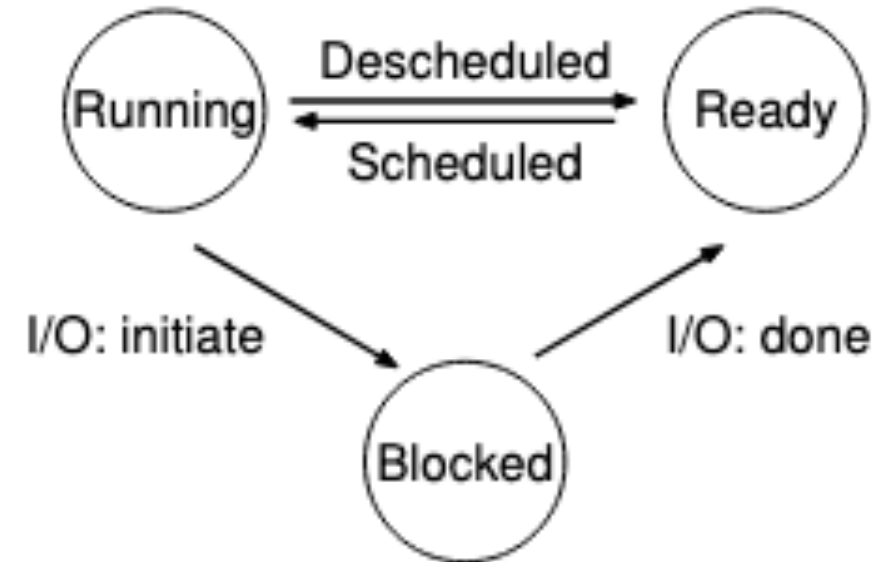 Descheduled
Running
Ready
Scheduled
I/O: initiate
I/O: done
Blocked